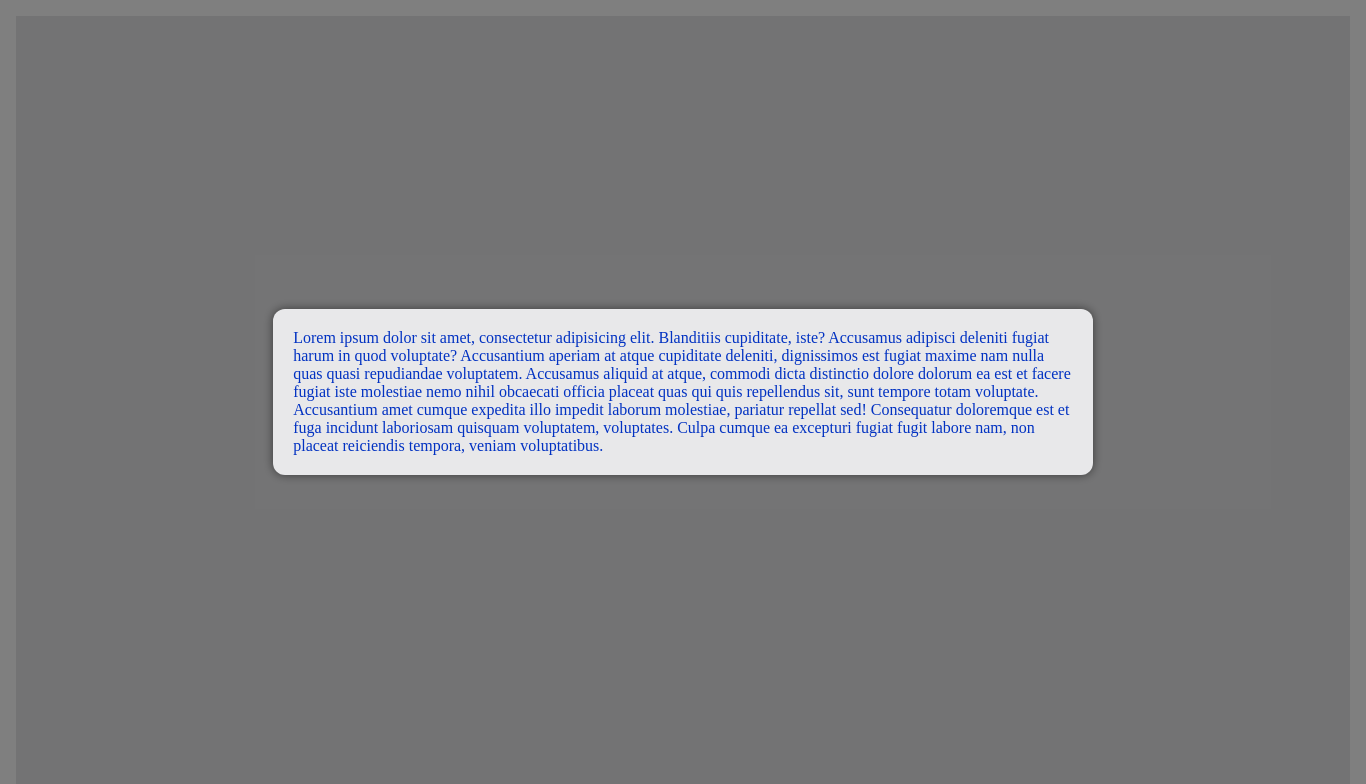 Lorem ipsum dolor sit amet, consectetur adipisicing elit. Blanditiis cupiditate, iste? Accusamus adipisci deleniti fugiat
harum in quod voluptate? Accusantium aperiam at atque cupiditate deleniti, dignissimos est fugiat maxime nam nulla
quas quasi repudiandae voluptatem. Accusamus aliquid at atque, commodi dicta distinctio dolore dolorum ea est et facere
fugiat iste molestiae nemo nihil obcaecati officia placeat quas qui quis repellendus sit, sunt tempore totam voluptate.
Accusantium amet cumque expedita illo impedit laborum molestiae, pariatur repellat sed! Consequatur doloremque est et
fuga incidunt laboriosam quisquam voluptatem, voluptates. Culpa cumque ea excepturi fugiat fugit labore nam, non
placeat reiciendis tempora, veniam voluptatibus.